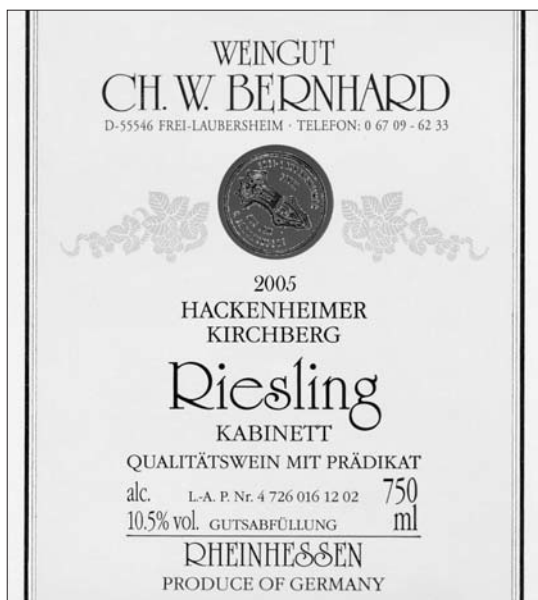 WEINGUT
CH. W. BERNHARD
D-55546 FREI-LAUBERSHEIM · TELEFON: 0 67 09 - 62 33
2005
HACKENHEIMER
KIRCHBERG
Riesling
KABINETT
QUALITÄTSWEIN MIT PRÄDIKAT
alc. L.-A. P. Nr. 4 726 016 12 02 750
10.5% vol. GUTSABFÜLLUNG ml
RHEINHESSEN
PRODUCE OF GERMANY